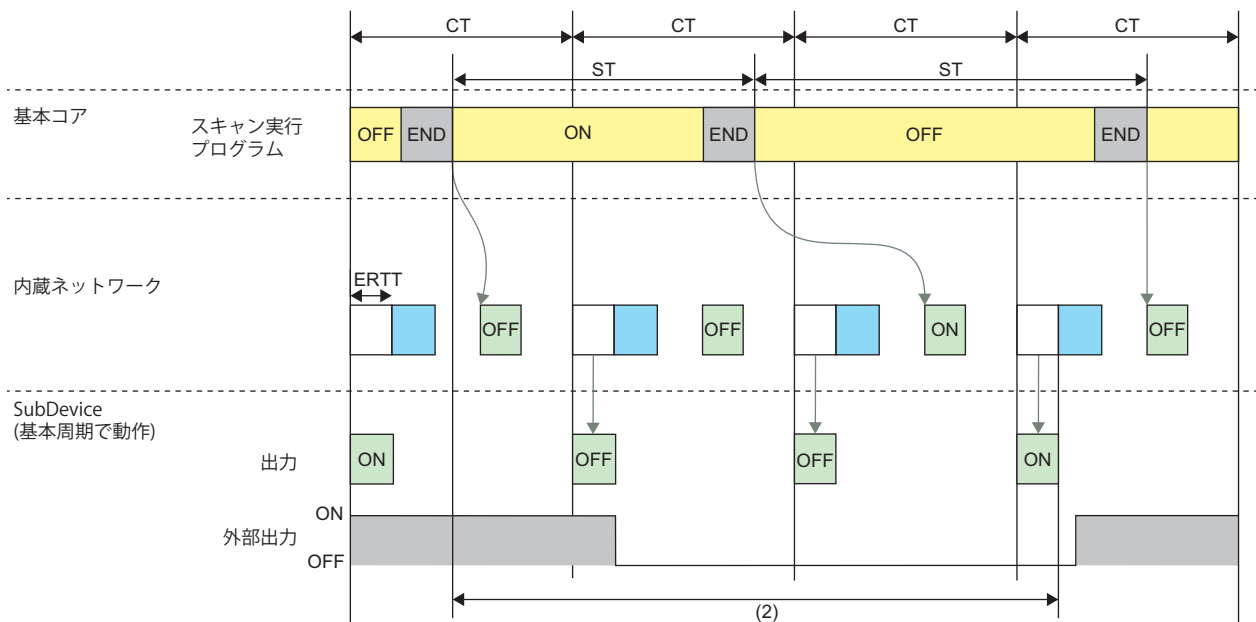 CT CT CT CT
ST ST
基本コア
スキャン実行
プログラム
OFF END ON END OFF END
内蔵ネットワーク
ERTT
OFF OFF ON OFF
SubDevice
(基本周期で動作)
出力
ON OFF OFF ON
ON
外部出力
OFF
(2)